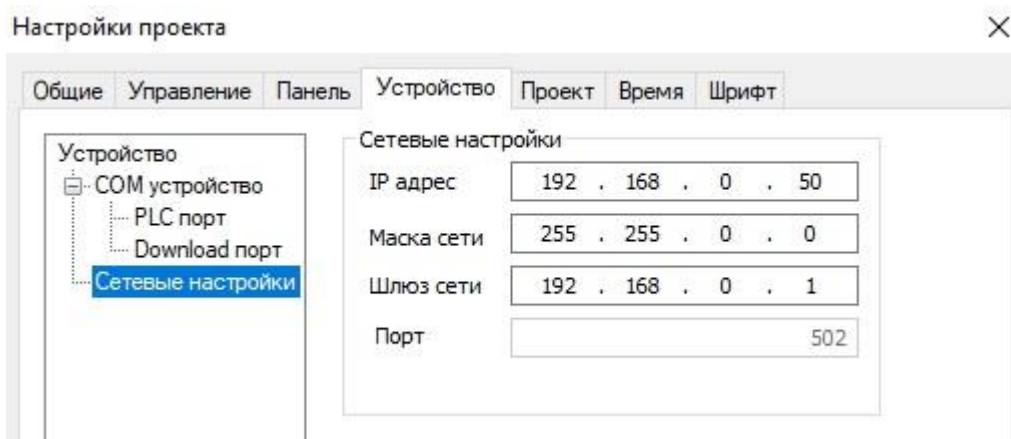 Настройки проекта
Общие Управление Панель Устройство Проект Время Шрифт
Устройство
COM устройство
PLC порт
Download порт
Сетевые настройки
Сетевые настройки
IP адрес 192 . 168 . 0 . 50
Маска сети 255 . 255 . 0 . 0
Шлюз сети 192 . 168 . 0 . 1
Порт 502